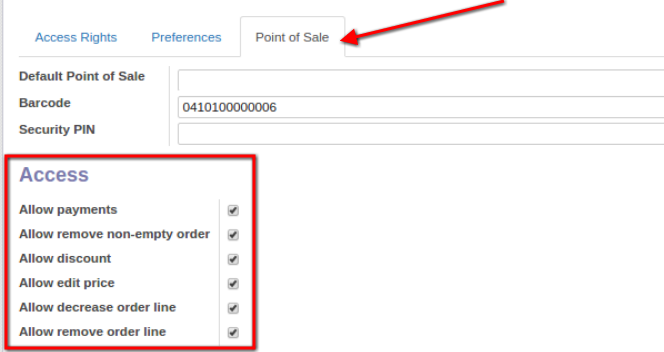 Access Rights Preferences Point of Sale
Default Point of Sale
Barcode 0410100000006
Security PIN
Access
Allow payments
Allow remove non-empty order
Allow discount
Allow edit price
Allow decrease order line
Allow remove order line